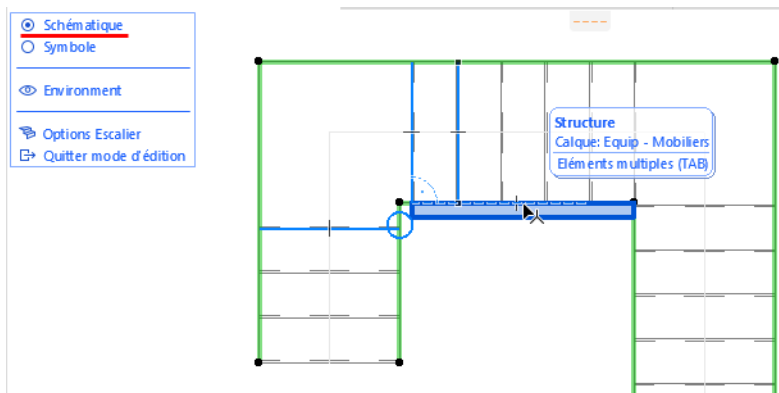 Schématique
Symbole
Environment
Options Escalier
Quitter mode d'édition
Structure
Calque: Equip - Mobiliers
Eléments multiples (TAB)